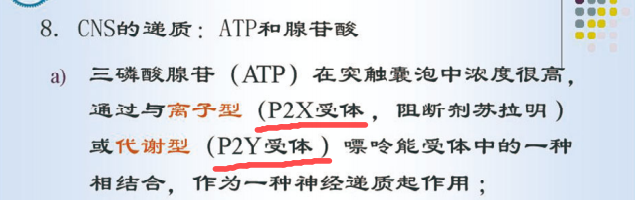 8. CNS的递质：ATP和腺苷酸
a) 三磷酸腺苷（ATP）在突触囊泡中浓度很高，
通过与离子型（P2X受体，阻断剂苏拉明）
或代谢型（P2Y受体）嘌呤能受体中的一种
相结合，作为一种神经递质起作用；